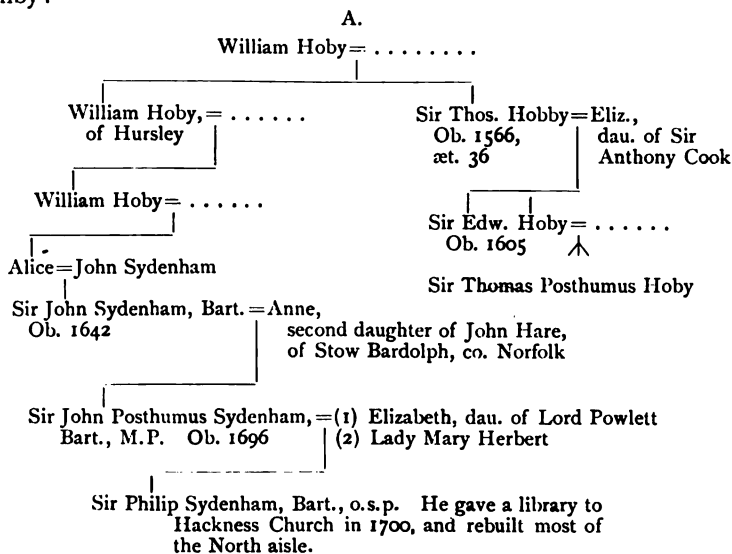 A.
William Hoby= . . . . . . . .
William Hoby, = . . . . . .
of Hursley
Sir Thos. Hobby=Eliz.,
Ob. 1566, dau. of Sir
æt. 36 Anthony Cook
William Hoby= . . . . . .
Sir Edw. Hoby= . . . . . .
Ob. 1605
Alice=John Sydenham
Sir Thomas Posthumus Hoby
Sir John Sydenham, Bart. =Anne,
Ob. 1642 second daughter of John Hare,
of Stow Bardolph, co. Norfolk
Sir John Posthumus Sydenham, =(1) Elizabeth, dau. of Lord Powlett
Bart., M.P. Ob. 1696 (2) Lady Mary Herbert
Sir Philip Sydenham, Bart., o.s.p. He gave a library to
Hackness Church in 1700, and rebuilt most of
the North aisle.